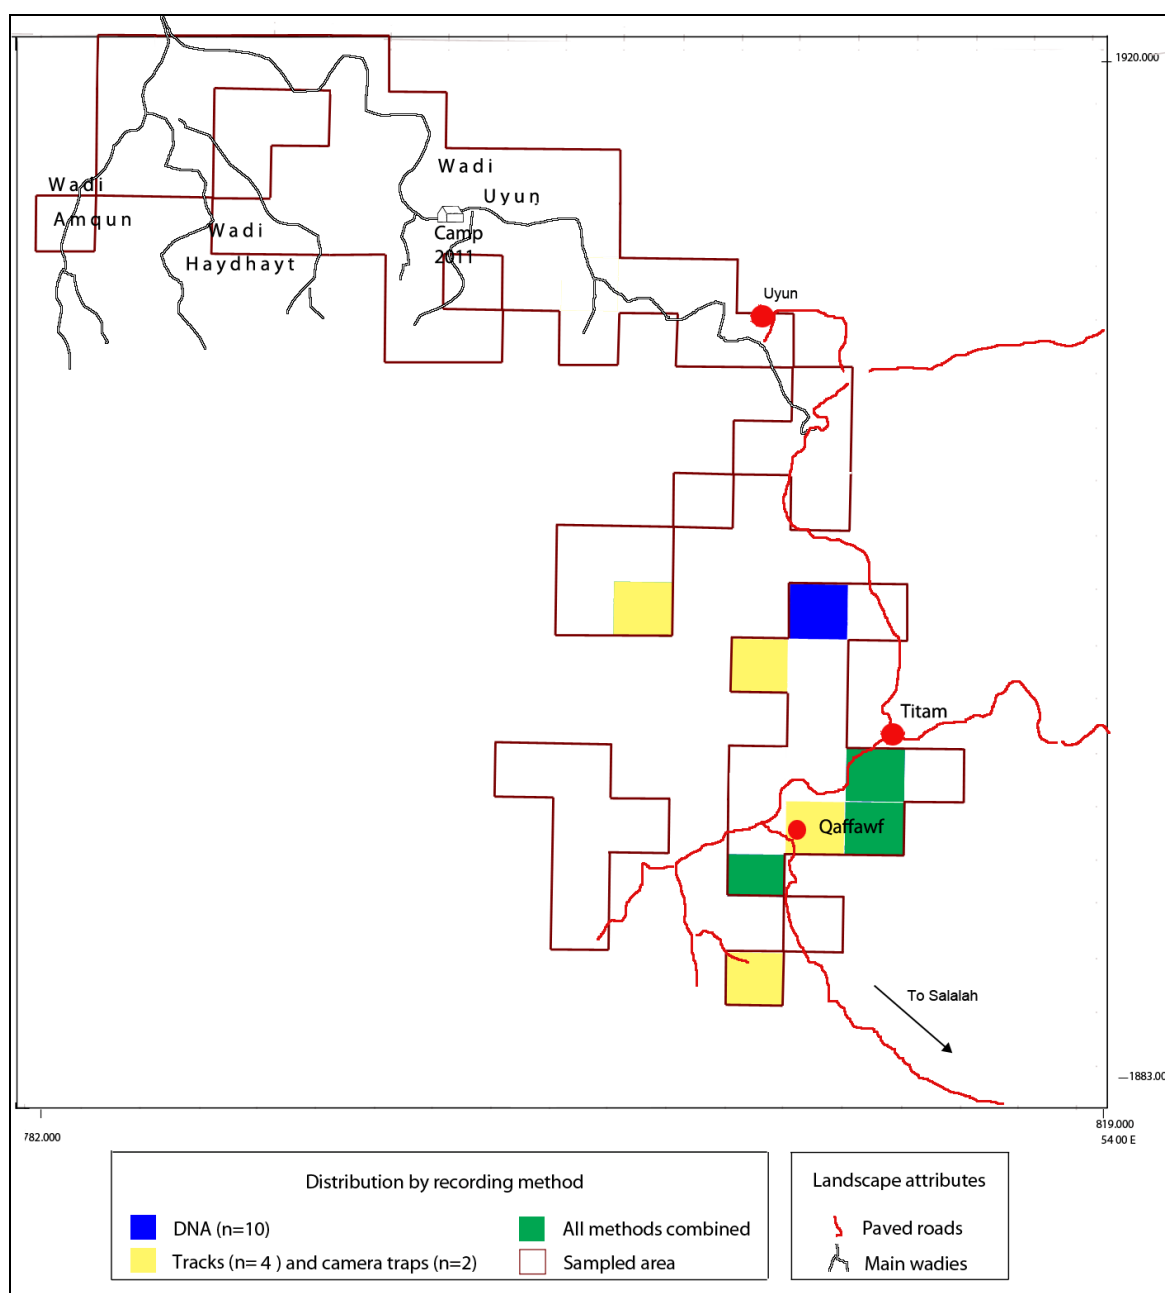 1920.000
Wadi
Uyun
Wadi
Amqun
Wadi
Haydhayt
Camp
2011
Uyun
Titam
Qaffawf
To Salalah
1883.00
782.000
819.000
54 00 E
Distribution by recording method
DNA (n=10)
All methods combined
Tracks (n= 4 ) and camera traps (n=2)
Sampled area
Landscape attributes
Paved roads
Main wadies